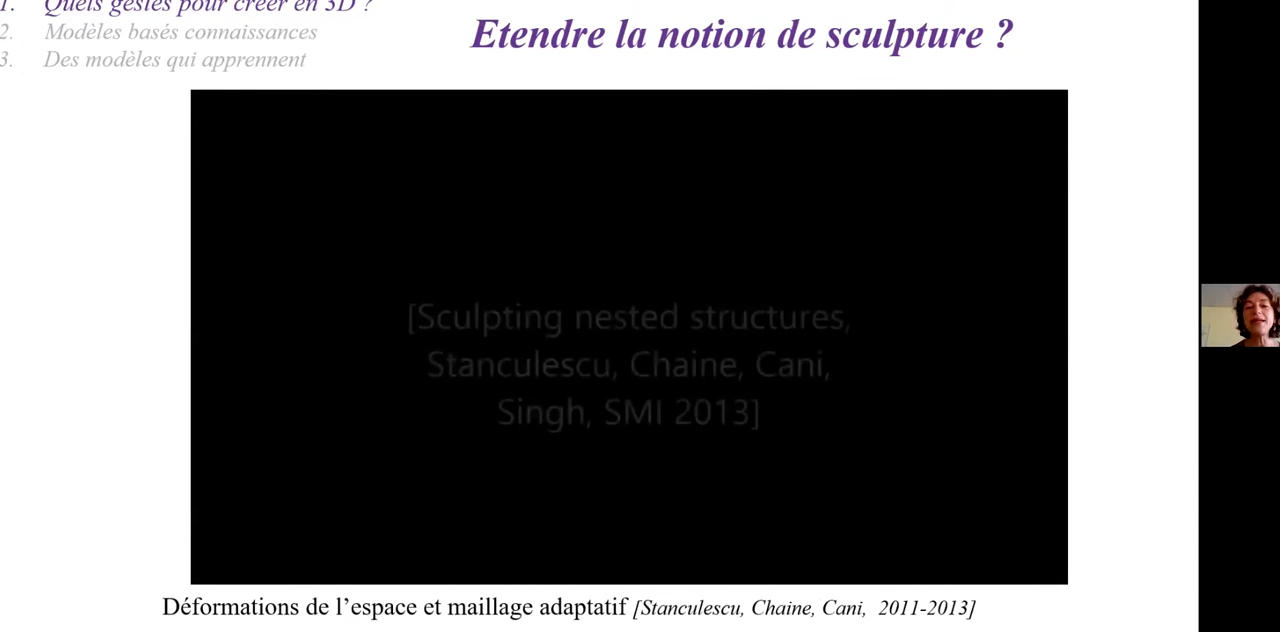 1. Quels gestes pour créer en 3D ?
2. Modèles basés connaissances
3. Des modèles qui apprennent
Etendre la notion de sculpture ?
[Sculpting nested structures,
Stanculescu, Chaine, Cani,
Singh, SMI 2013]
Déformations de l’espace et maillage adaptatif [Stanculescu, Chaine, Cani, 2011-2013]